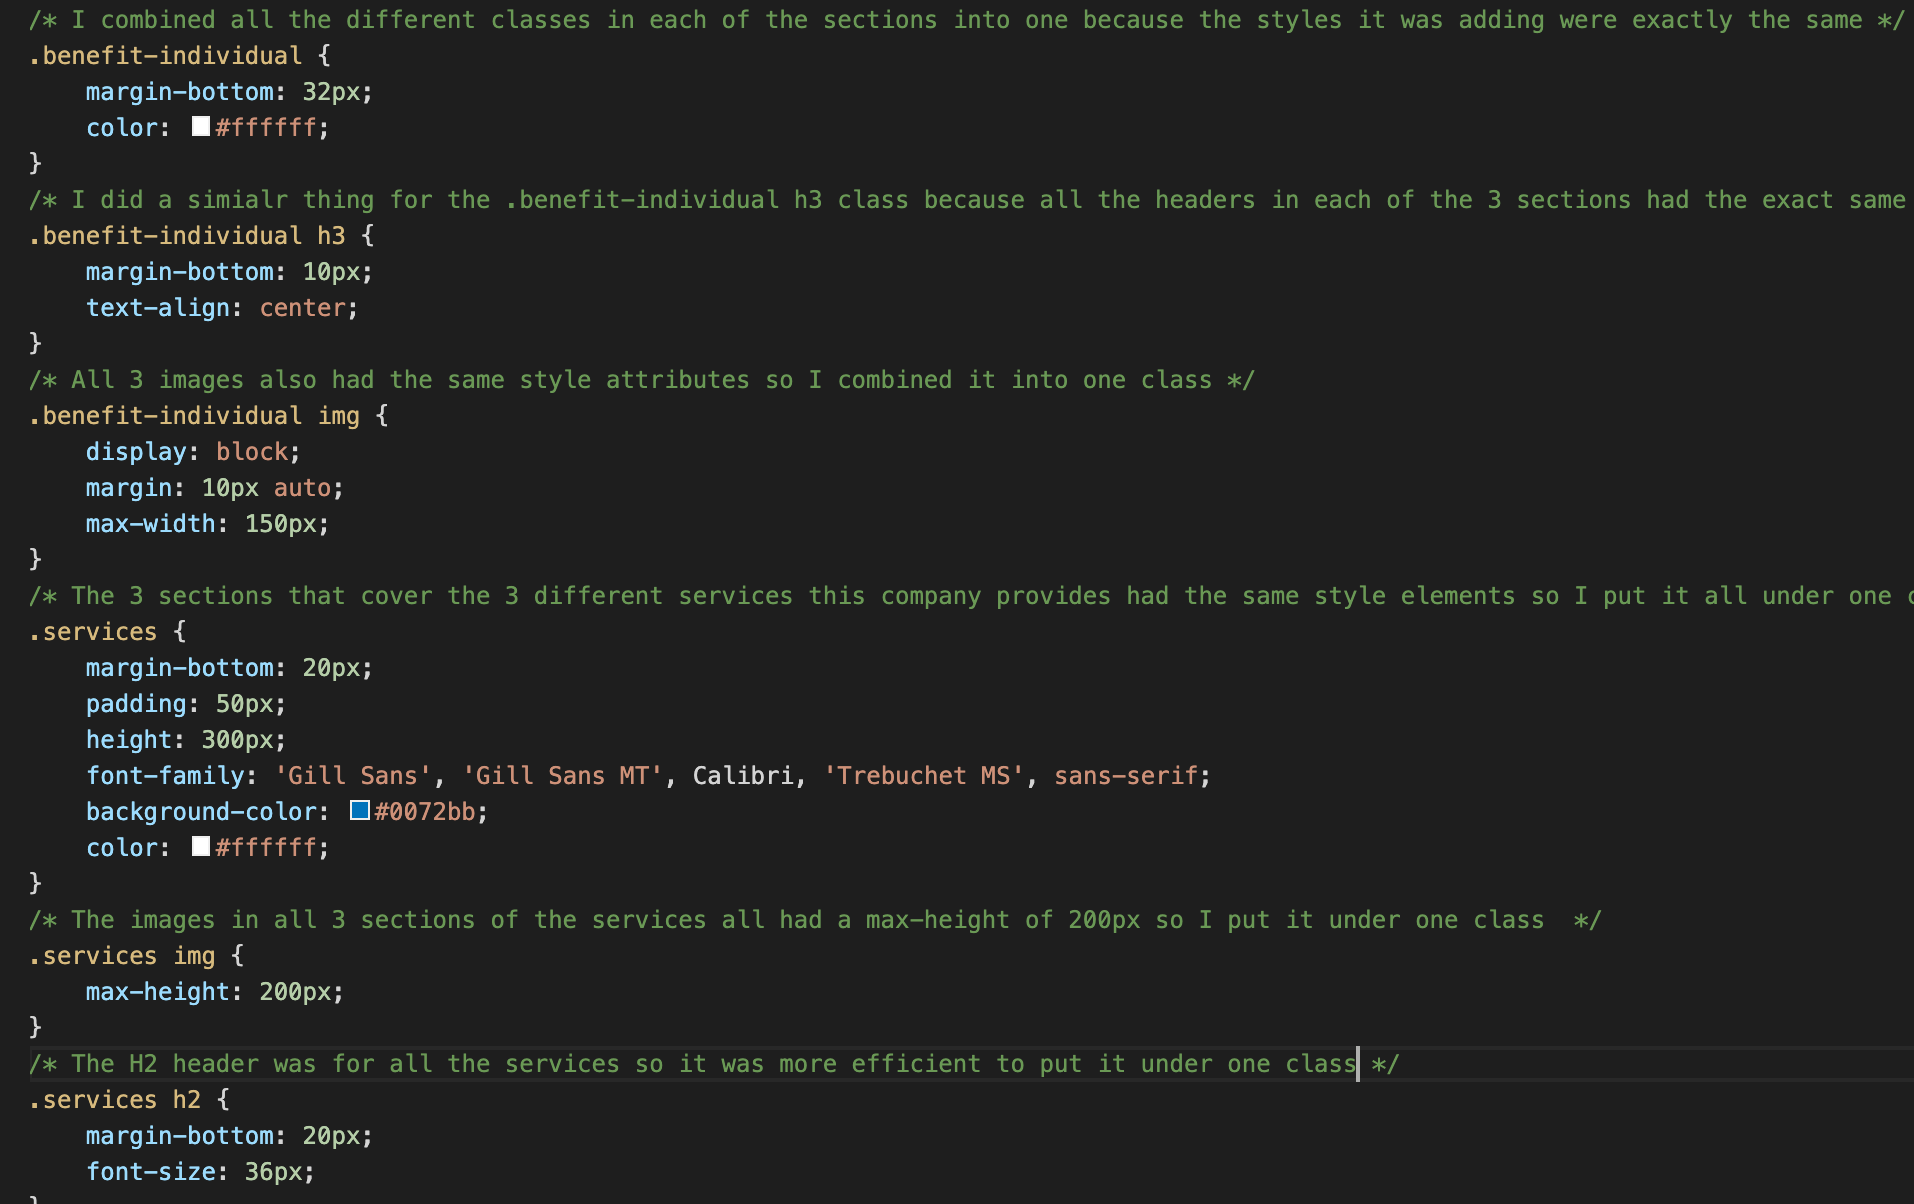 /* I combined all the different classes in each of the sections into one because the styles it was adding were exactly the same */
.benefit-individual {
    margin-bottom: 32px;
    color: #ffffff;
}
/* I did a simialr thing for the .benefit-individual h3 class because all the headers in each of the 3 sections had the exact same
.benefit-individual h3 {
    margin-bottom: 10px;
    text-align: center;
}
/* All 3 images also had the same style attributes so I combined it into one class */
.benefit-individual img {
    display: block;
    margin: 10px auto;
    max-width: 150px;
}
/* The 3 sections that cover the 3 different services this company provides had the same style elements so I put it all under one
.services {
    margin-bottom: 20px;
    padding: 50px;
    height: 300px;
    font-family: 'Gill Sans', 'Gill Sans MT', Calibri, 'Trebuchet MS', sans-serif;
    background-color: #0072bb;
    color: #ffffff;
}
/* The images in all 3 sections of the services all had a max-height of 200px so I put it under one class  */
.services img {
    max-height: 200px;
}
/* The H2 header was for all the services so it was more efficient to put it under one class */
.services h2 {
    margin-bottom: 20px;
    font-size: 36px;
}